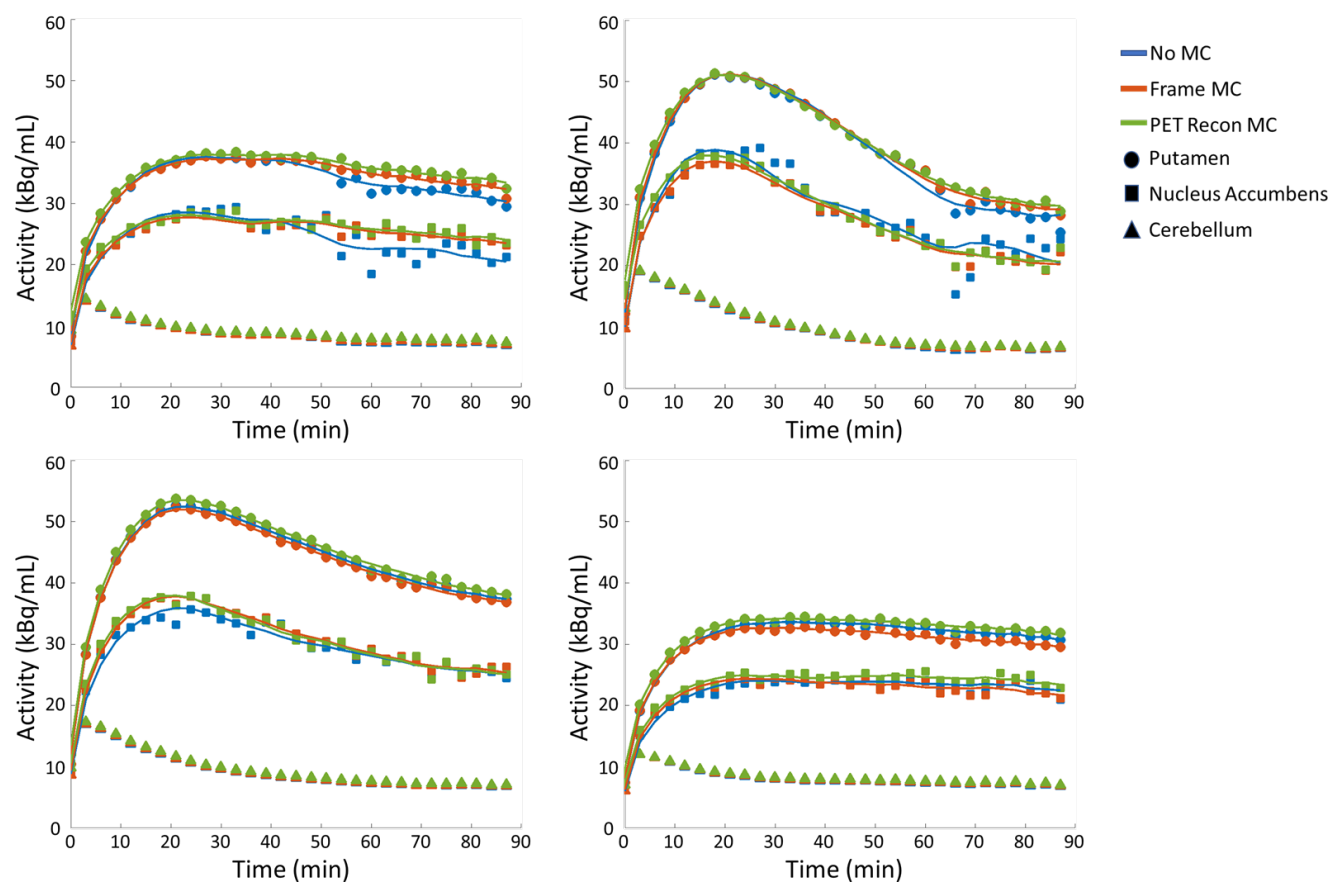 60
50
40
30
20
10
0
Activity (kBq/mL)
0 10 20 30 40 50 60 70 80 90
Time (min)
60
50
40
30
20
10
0
Activity (kBq/mL)
0 10 20 30 40 50 60 70 80 90
Time (min)
No MC
Frame MC
PET Recon MC
Putamen
Nucleus Accumbens
Cerebellum
60
50
40
30
20
10
0
Activity (kBq/mL)
0 10 20 30 40 50 60 70 80 90
Time (min)
60
50
40
30
20
10
0
Activity (kBq/mL)
0 10 20 30 40 50 60 70 80 90
Time (min)